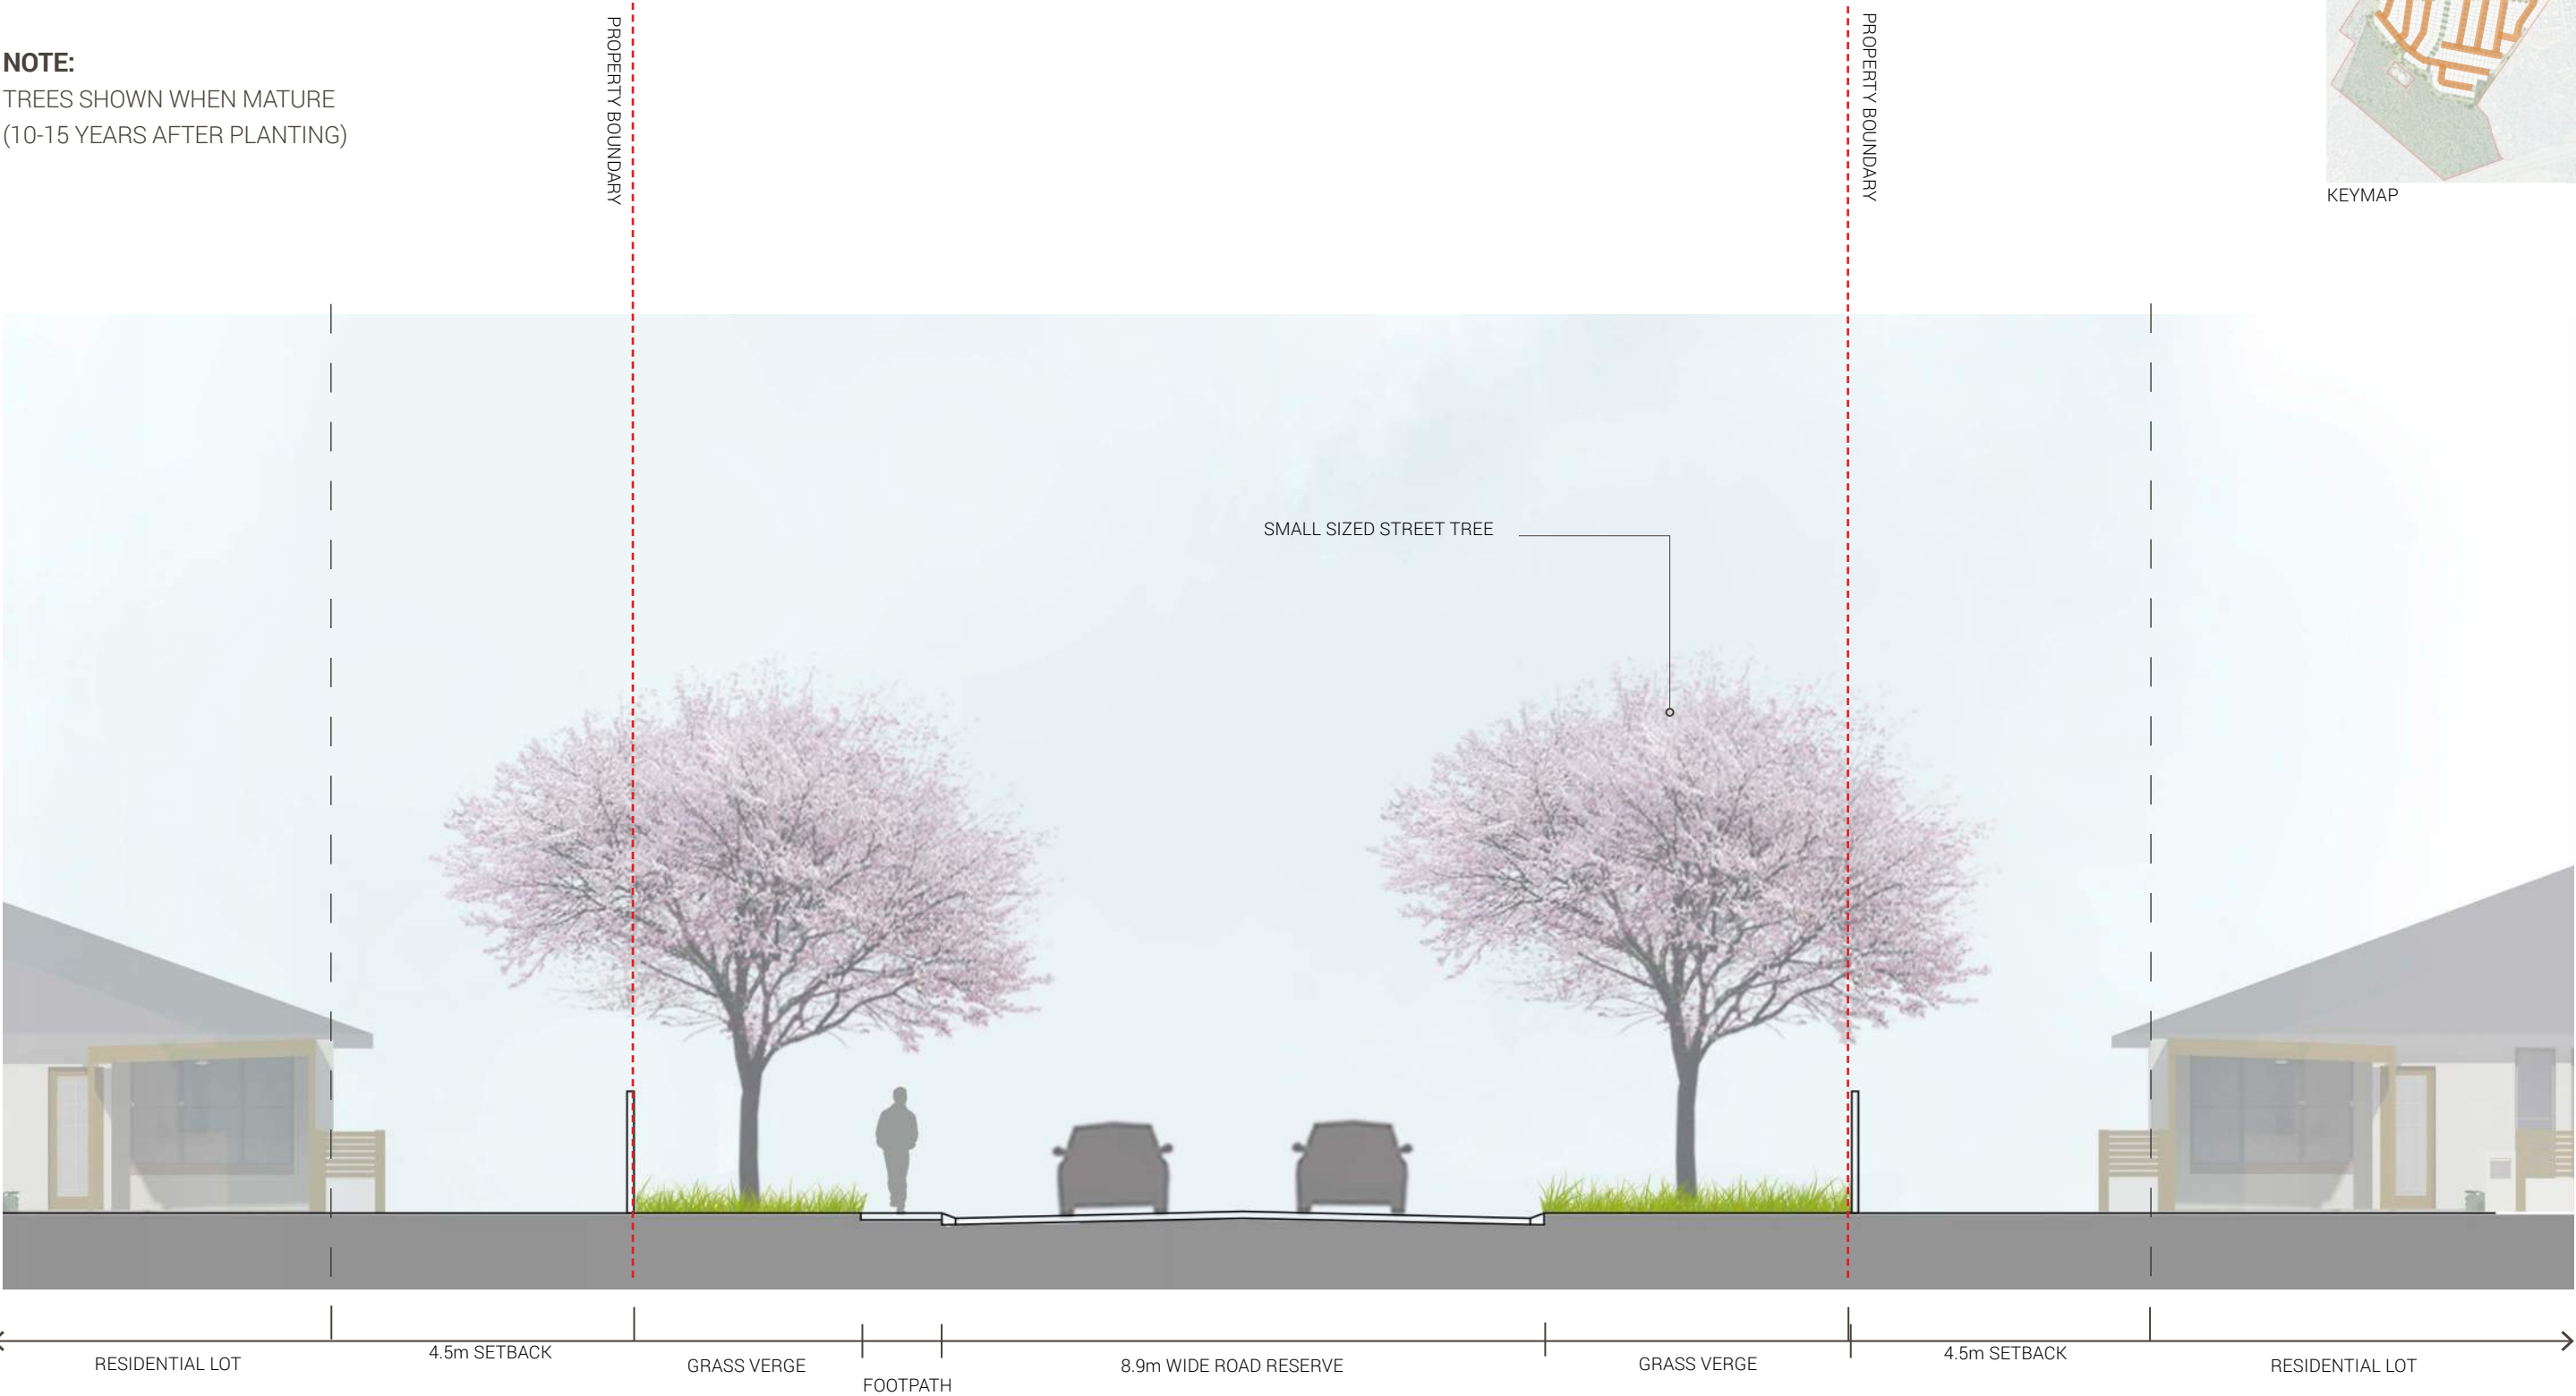 NOTE:
TREES SHOWN WHEN MATURE
(10-15 YEARS AFTER PLANTING)
PROPERTY BOUNDARY
PROPERTY BOUNDARY
KEYMAP
SMALL SIZED STREET TREE
RESIDENTIAL LOT
4.5m SETBACK
GRASS VERGE
FOOTPATH
8.9m WIDE ROAD RESERVE
GRASS VERGE
4.5m SETBACK
RESIDENTIAL LOT